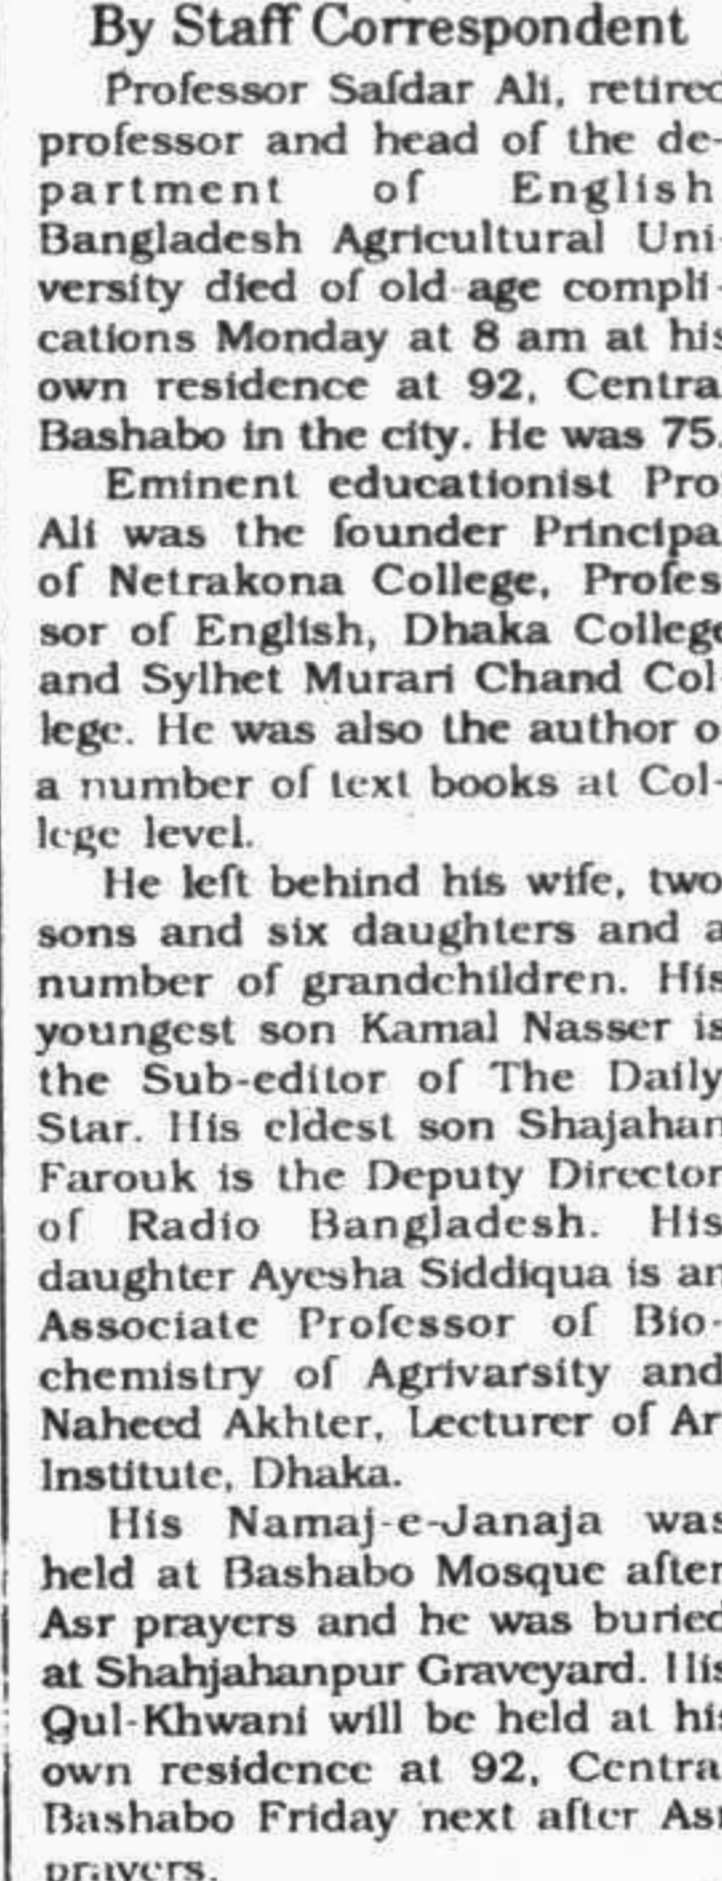 By Staff Correspondent
Professor Safdar Ali, retired
professor and head of the de-
partment of English
Bangladesh Agricultural Uni-
versity died of old age compli-
cations Monday at 8 am at his
own residence at 92, Centra
Bashabo in the city. He was 75.
Eminent educationist Pro
Ali was the founder Principa
of Netrakona College, Profes
sor of English, Dhaka College
and Sylhet Murari Chand Col
lege. He was also the author o
a number of text books at Col-
lege level.
He left behind his wife, two
sons and six daughters and a
number of grandchildren. His
youngest son Kamal Nasser is
the Sub-editor of The Daily
Star. His eldest son Shajahan
Farouk is the Deputy Director
of Radio Bangladesh. His
daughter Ayesha Siddiqua is an
Associate Professor of Bio-
chemistry of Agrivarsity and
Naheed Akhter, Lecturer of Ar
Institute, Dhaka.
His Namaj-e-Janaja was
held at Bashabo Mosque after
Asr prayers and he was buried
at Shahjahanpur Graveyard. His
Qul-Khwani will be held at his
own residence at 92, Centra
Bashabo Friday next after Asr
prayers.